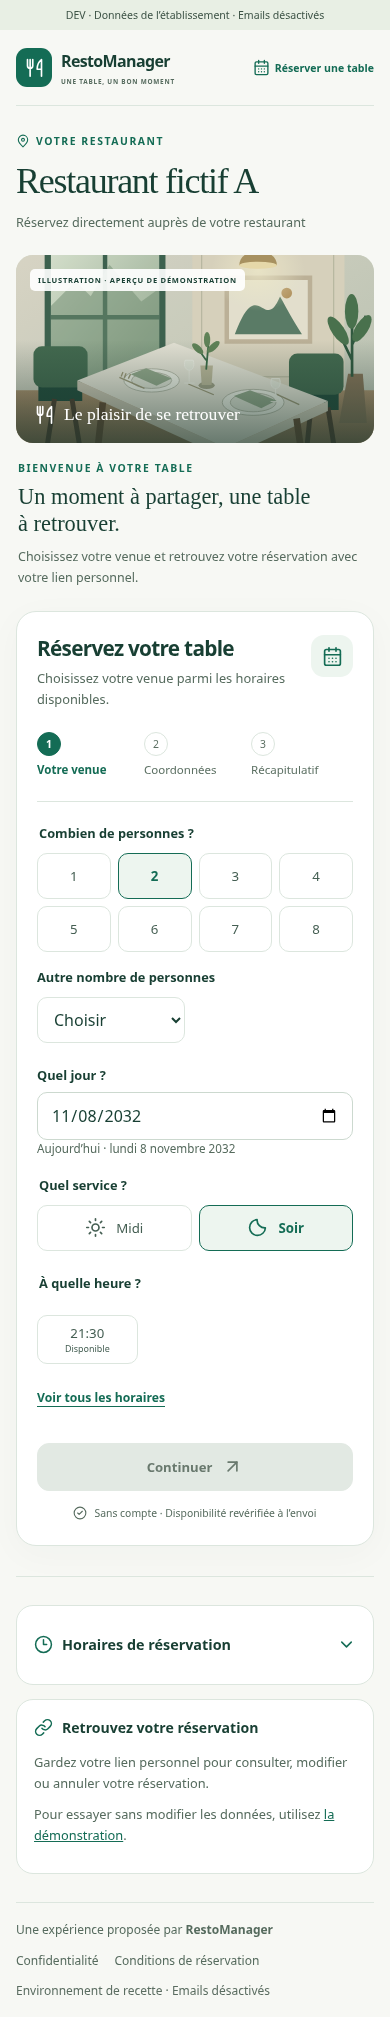 DEV · Données de l’établissement · Emails désactivés
RestoManager
UNE TABLE, UN BON MOMENT
Réserver une table
VOTRE RESTAURANT
Restaurant fictif A
Réservez directement auprès de votre restaurant
ILLUSTRATION · APERÇU DE DÉMONSTRATION
Le plaisir de se retrouver
BIENVENUE À VOTRE TABLE
Un moment à partager, une table
à retrouver.
Choisissez votre venue et retrouvez votre réservation avec
votre lien personnel.
Réservez votre table
Choisissez votre venue parmi les horaires
disponibles.
1
2
3
Votre venue
Coordonnées
Récapitulatif
Combien de personnes ?
1
2
3
4
5
6
7
8
Autre nombre de personnes
Choisir
Quel jour ?
11/08/2032
Aujourd’hui · lundi 8 novembre 2032
Quel service ?
Midi
Soir
À quelle heure ?
21:30
Disponible
Voir tous les horaires
Continuer
Sans compte · Disponibilité revérifiée à l’envoi
Horaires de réservation
Retrouvez votre réservation
Gardez votre lien personnel pour consulter, modifier
ou annuler votre réservation.
Pour essayer sans modifier les données, utilisez la
démonstration.
Une expérience proposée par RestoManager
Confidentialité
Conditions de réservation
Environnement de recette · Emails désactivés